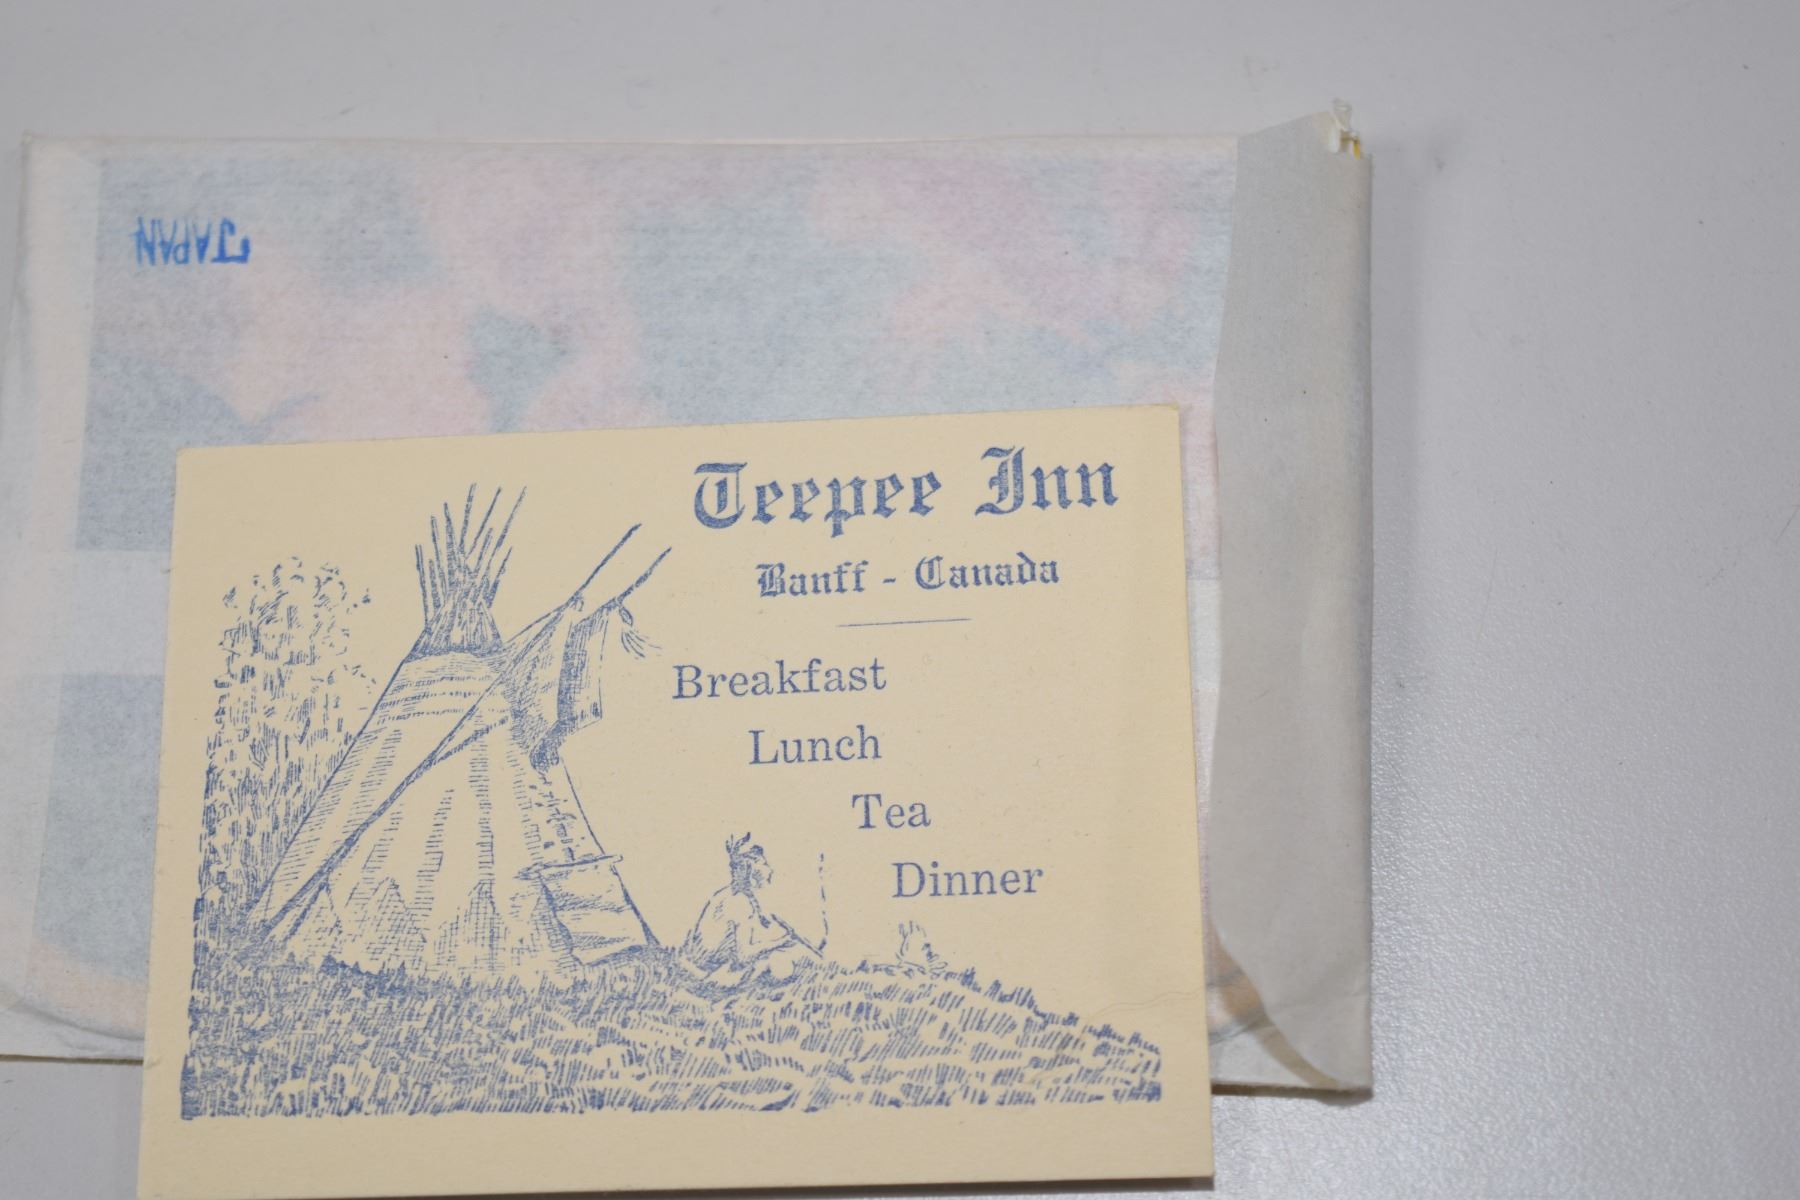 JAPAN
Teepee Inn
Banff - Canada
Breakfast
Lunch
Tea
Dinner